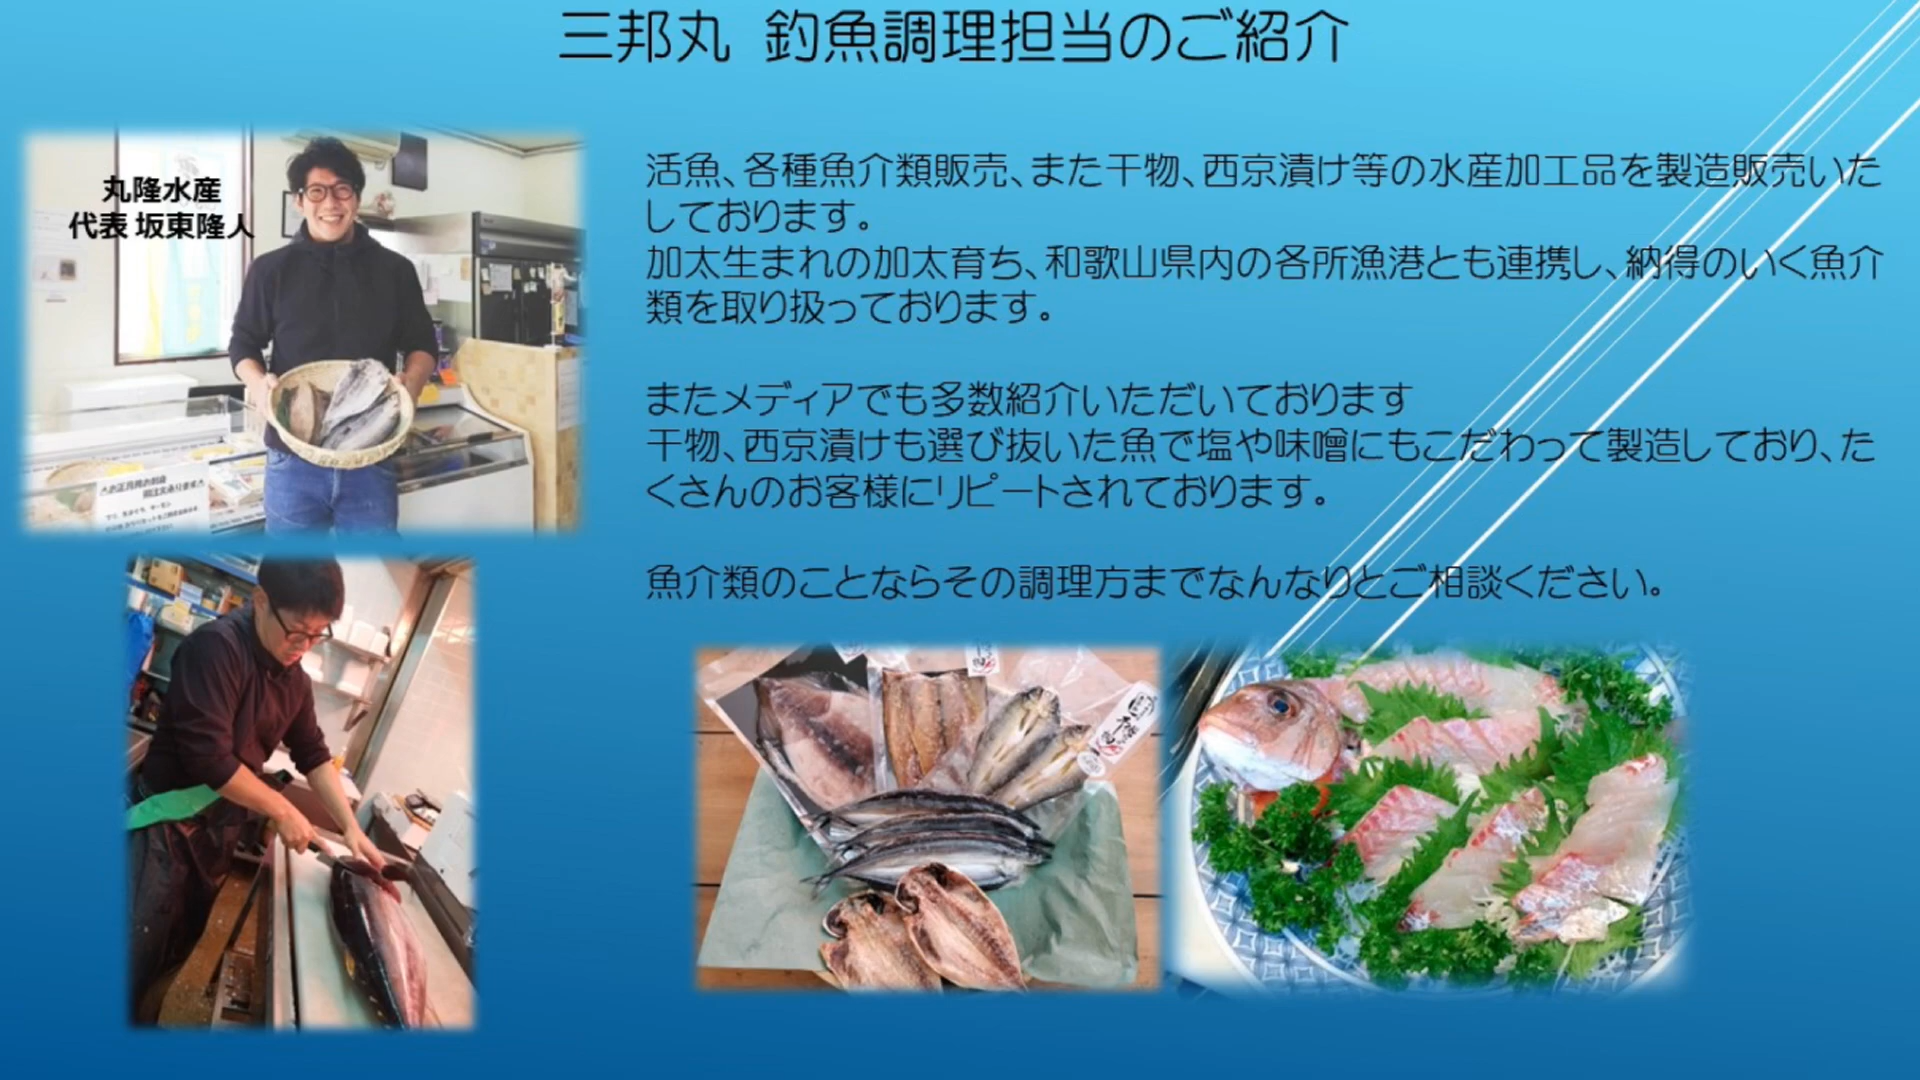 三邦丸 釣魚調理担当のご紹介
丸隆水産
代表 坂東隆人
活魚、各種魚介類販売、また干物、西京漬け等の水産加工品を製造販売いた
しております。
加太生まれの加太育ち、和歌山県内の各所漁港とも連携し、納得のいく魚介
類を取り扱っております。
またメディアでも多数紹介いただいております
干物、西京漬けも選び抜いた魚で塩や味噌にもこだわって製造しており、た
くさんのお客様にリピートされております。
魚介類のことならその調理方までなんなりとご相談ください。